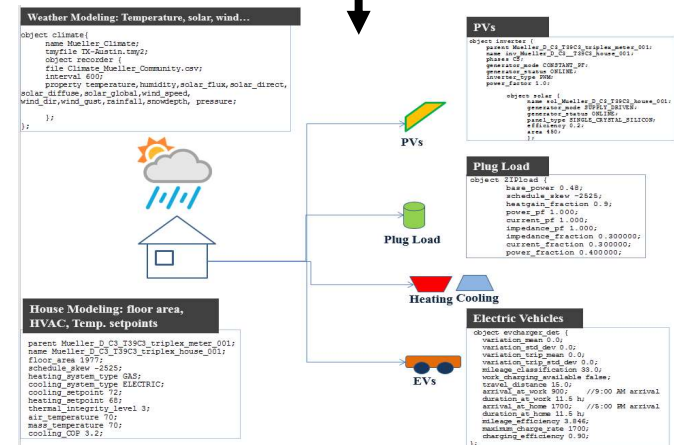 Weather Modeling: Temperature, solar, wind…
object climate{
name Mueller_Climate;
tmyfile TX-Austin.tmy2;
object recorder {
file Climate_Mueller_Community.csv;
interval 600;
property temperature,humidity,solar_flux,solar_direct,
solar_diffuse,solar_global,wind_speed,
wind_dir,wind_gust,rainfall,snowdepth, pressure;
};
};
PVs
object inverter {
parent Mueller_D_C3_T39C3_triplex_meter_001;
name inv_Mueller_D_C3__T39C3_house_001;
phases CS;
generator_mode CONSTANT_PF;
generator_status ONLINE;
inverter_type PWM;
power_factor 1.0;
object solar {
name sol_Mueller_D_C3_T39C3_house_001;
generator_mode SUPPLY_DRIVEN;
generator_status ONLINE;
panel_type SINGLE_CRYSTAL_SILICON;
efficiency 0.2;
area 480;
};
PVs
Plug Load
Plug Load
object ZIPload {
base_power 0.48;
schedule_skew -2525;
heatgain_fraction 0.9;
power_pf 1.000;
current_pf 1.000;
impedance_pf 1.000;
impedance_fraction 0.300000;
current_fraction 0.300000;
power_fraction 0.400000;
Heating Cooling
House Modeling: floor area,
HVAC, Temp. setpoints
parent Mueller_D_C3_T39C3_triplex_meter_001;
name Mueller_D_C3_T39C3_triplex_house_001;
floor_area 1977;
schedule_skew -2525;
heating_system_type GAS;
cooling_system_type ELECTRIC;
cooling_setpoint 72;
heating_setpoint 68;
thermal_integrity_level 3;
air_temperature 70;
mass_temperature 70;
cooling_COP 3.2;
EVs
Electric Vehicles
object evcharger_det {
variation_mean 0.0;
variation_std_dev 0.0;
variation_trip_mean 0.0;
variation_trip_std_dev 0.0;
mileage_classification 33.0;
work_charging_available false;
travel_distance 15.0;
arrival_at_work 900; //9:00 AM arrival
duration_at_work 11.5 h;
arrival_at_home 1700; //5:00 PM arrival
duration_at_home 11.5 h;
mileage_efficiency 3.846;
maximum_charge_rate 1700;
charging_efficiency 0.90;
};